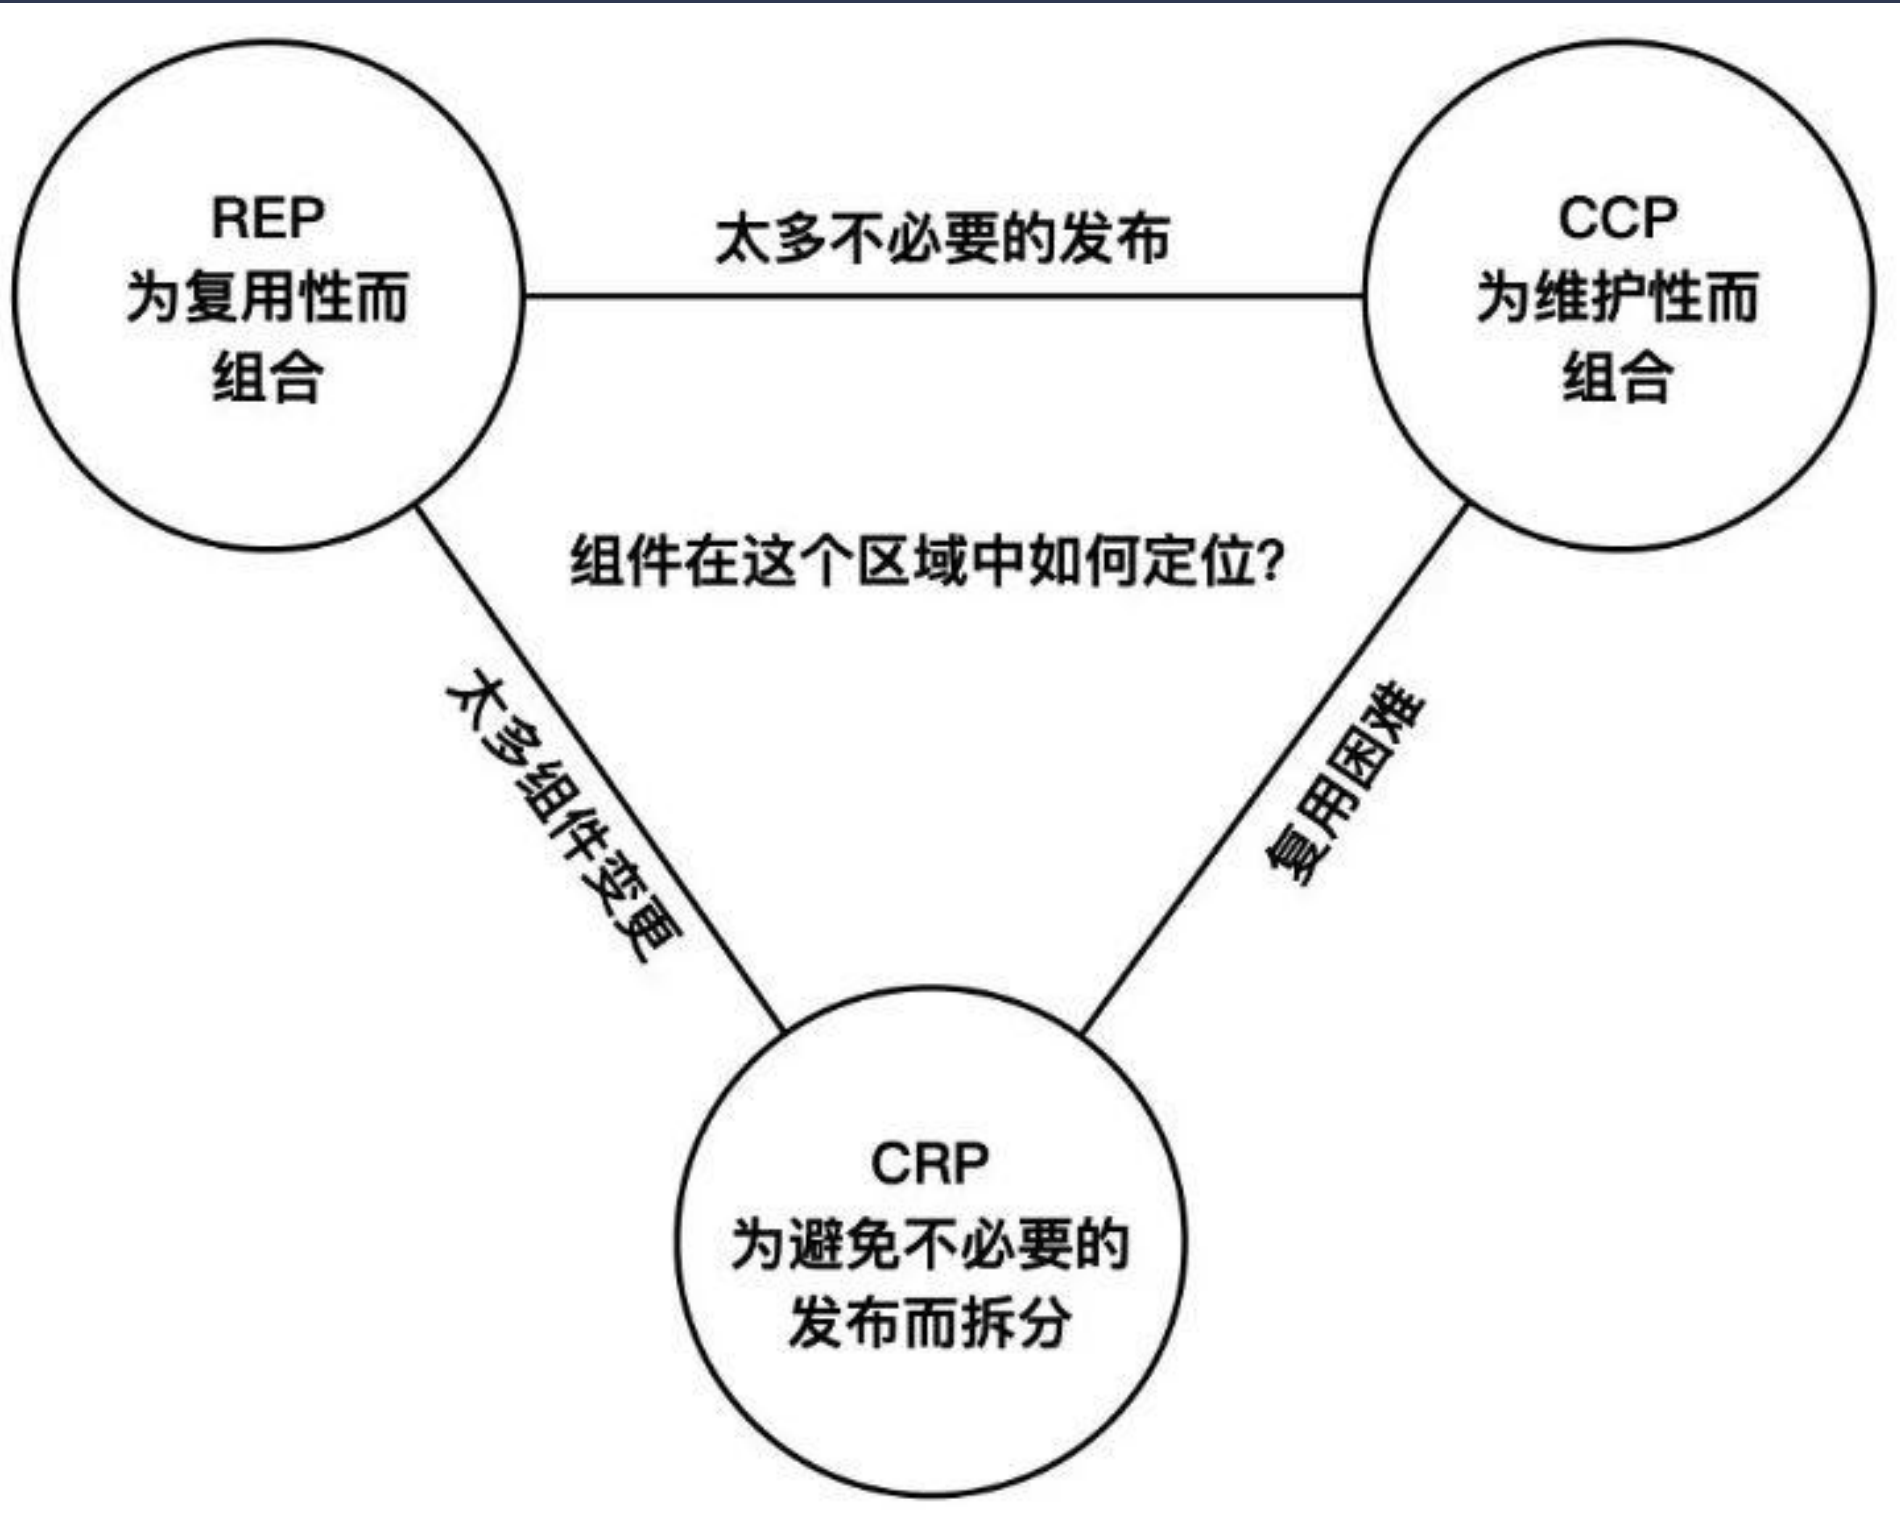 REP
为复用性而
组合
太多不必要的发布
CCP
为维护性而
组合
组件在这个区域中如何定位？
太多组件变更
复用困难
CRP
为避免不必要的
发布而拆分